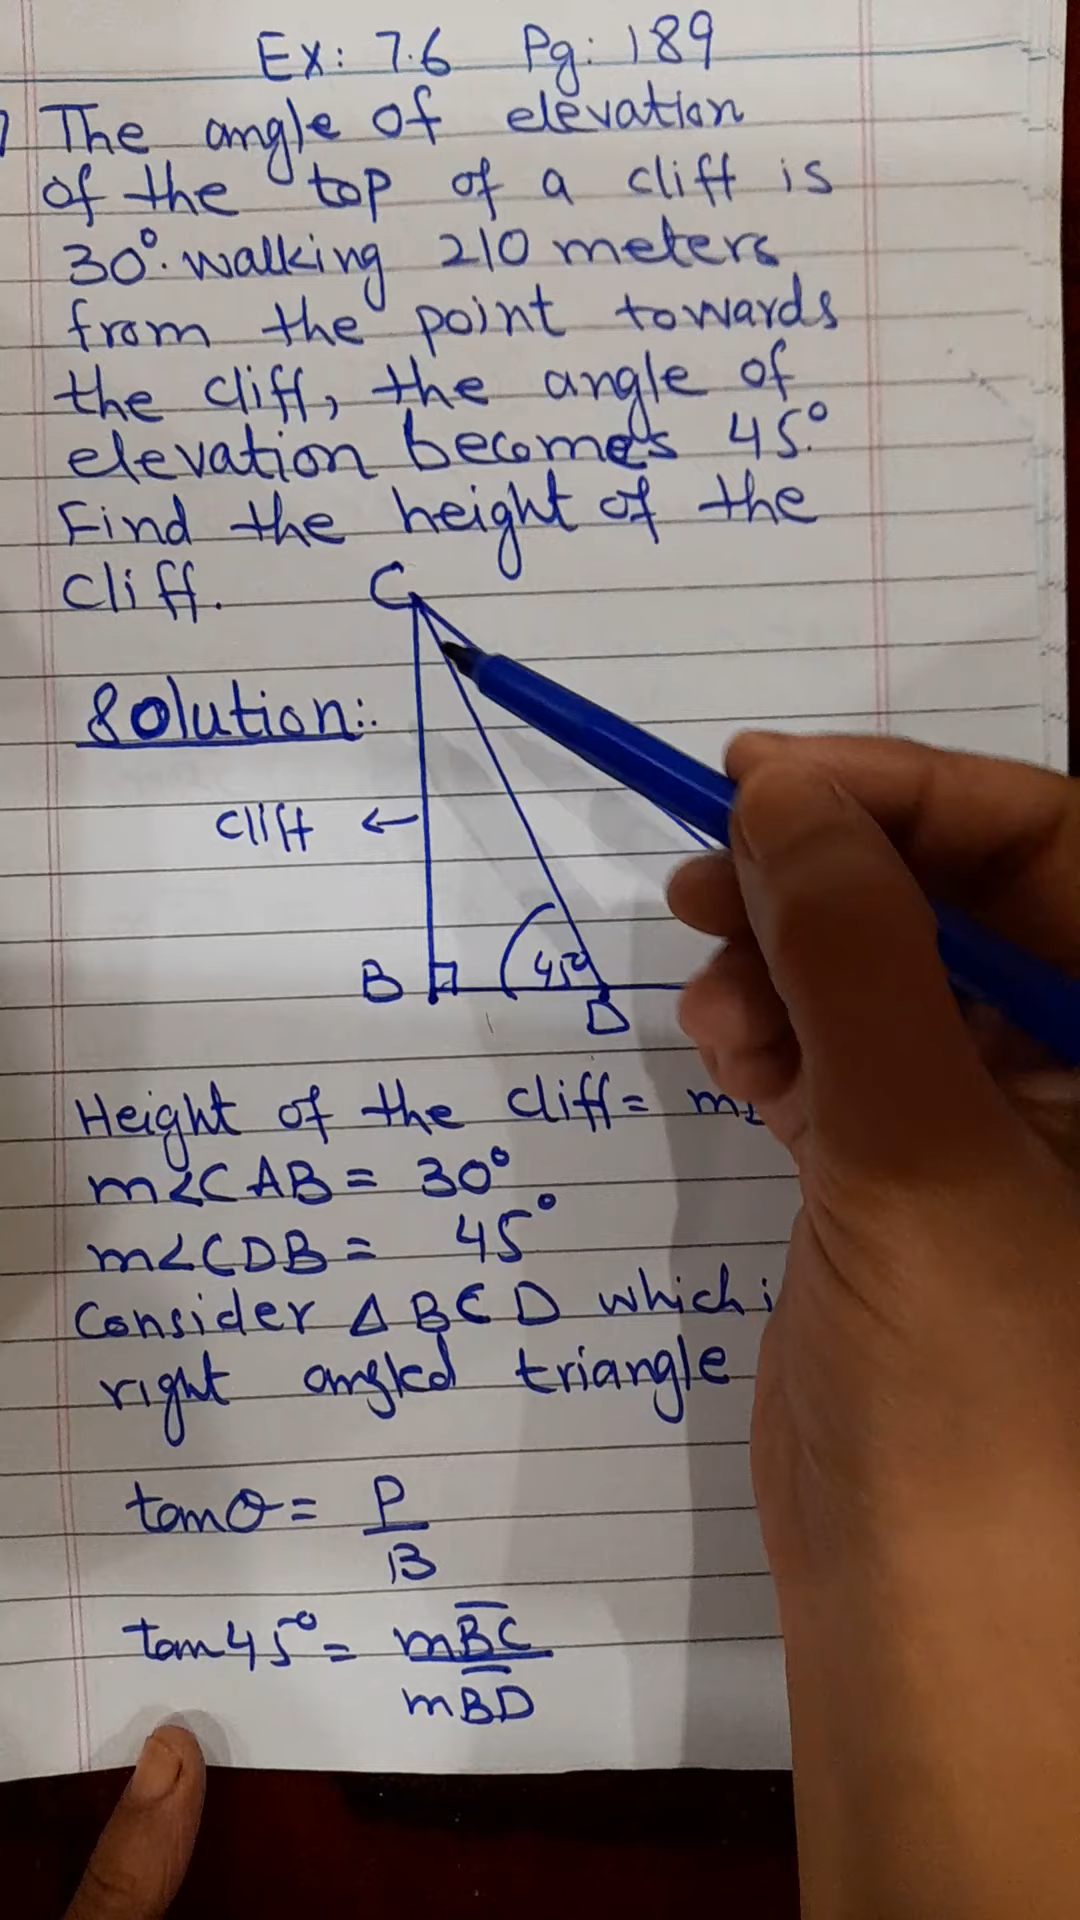 Ex: 7.6 Pg: 189
The angle of elevation
of the top of a cliff is
30°. walking 210 meters
from the point towards
the cliff, the angle of
elevation becomes 45°.
Find the height of the
cliff.
C
Solution:.
cliff ←
B 45°
D
Height of the cliff =
m∠CAB = 30°
m∠CDB = 45°
Consider △ BCD which
right angled triangle
tanθ = P
B
tan45° = mBC
mBD